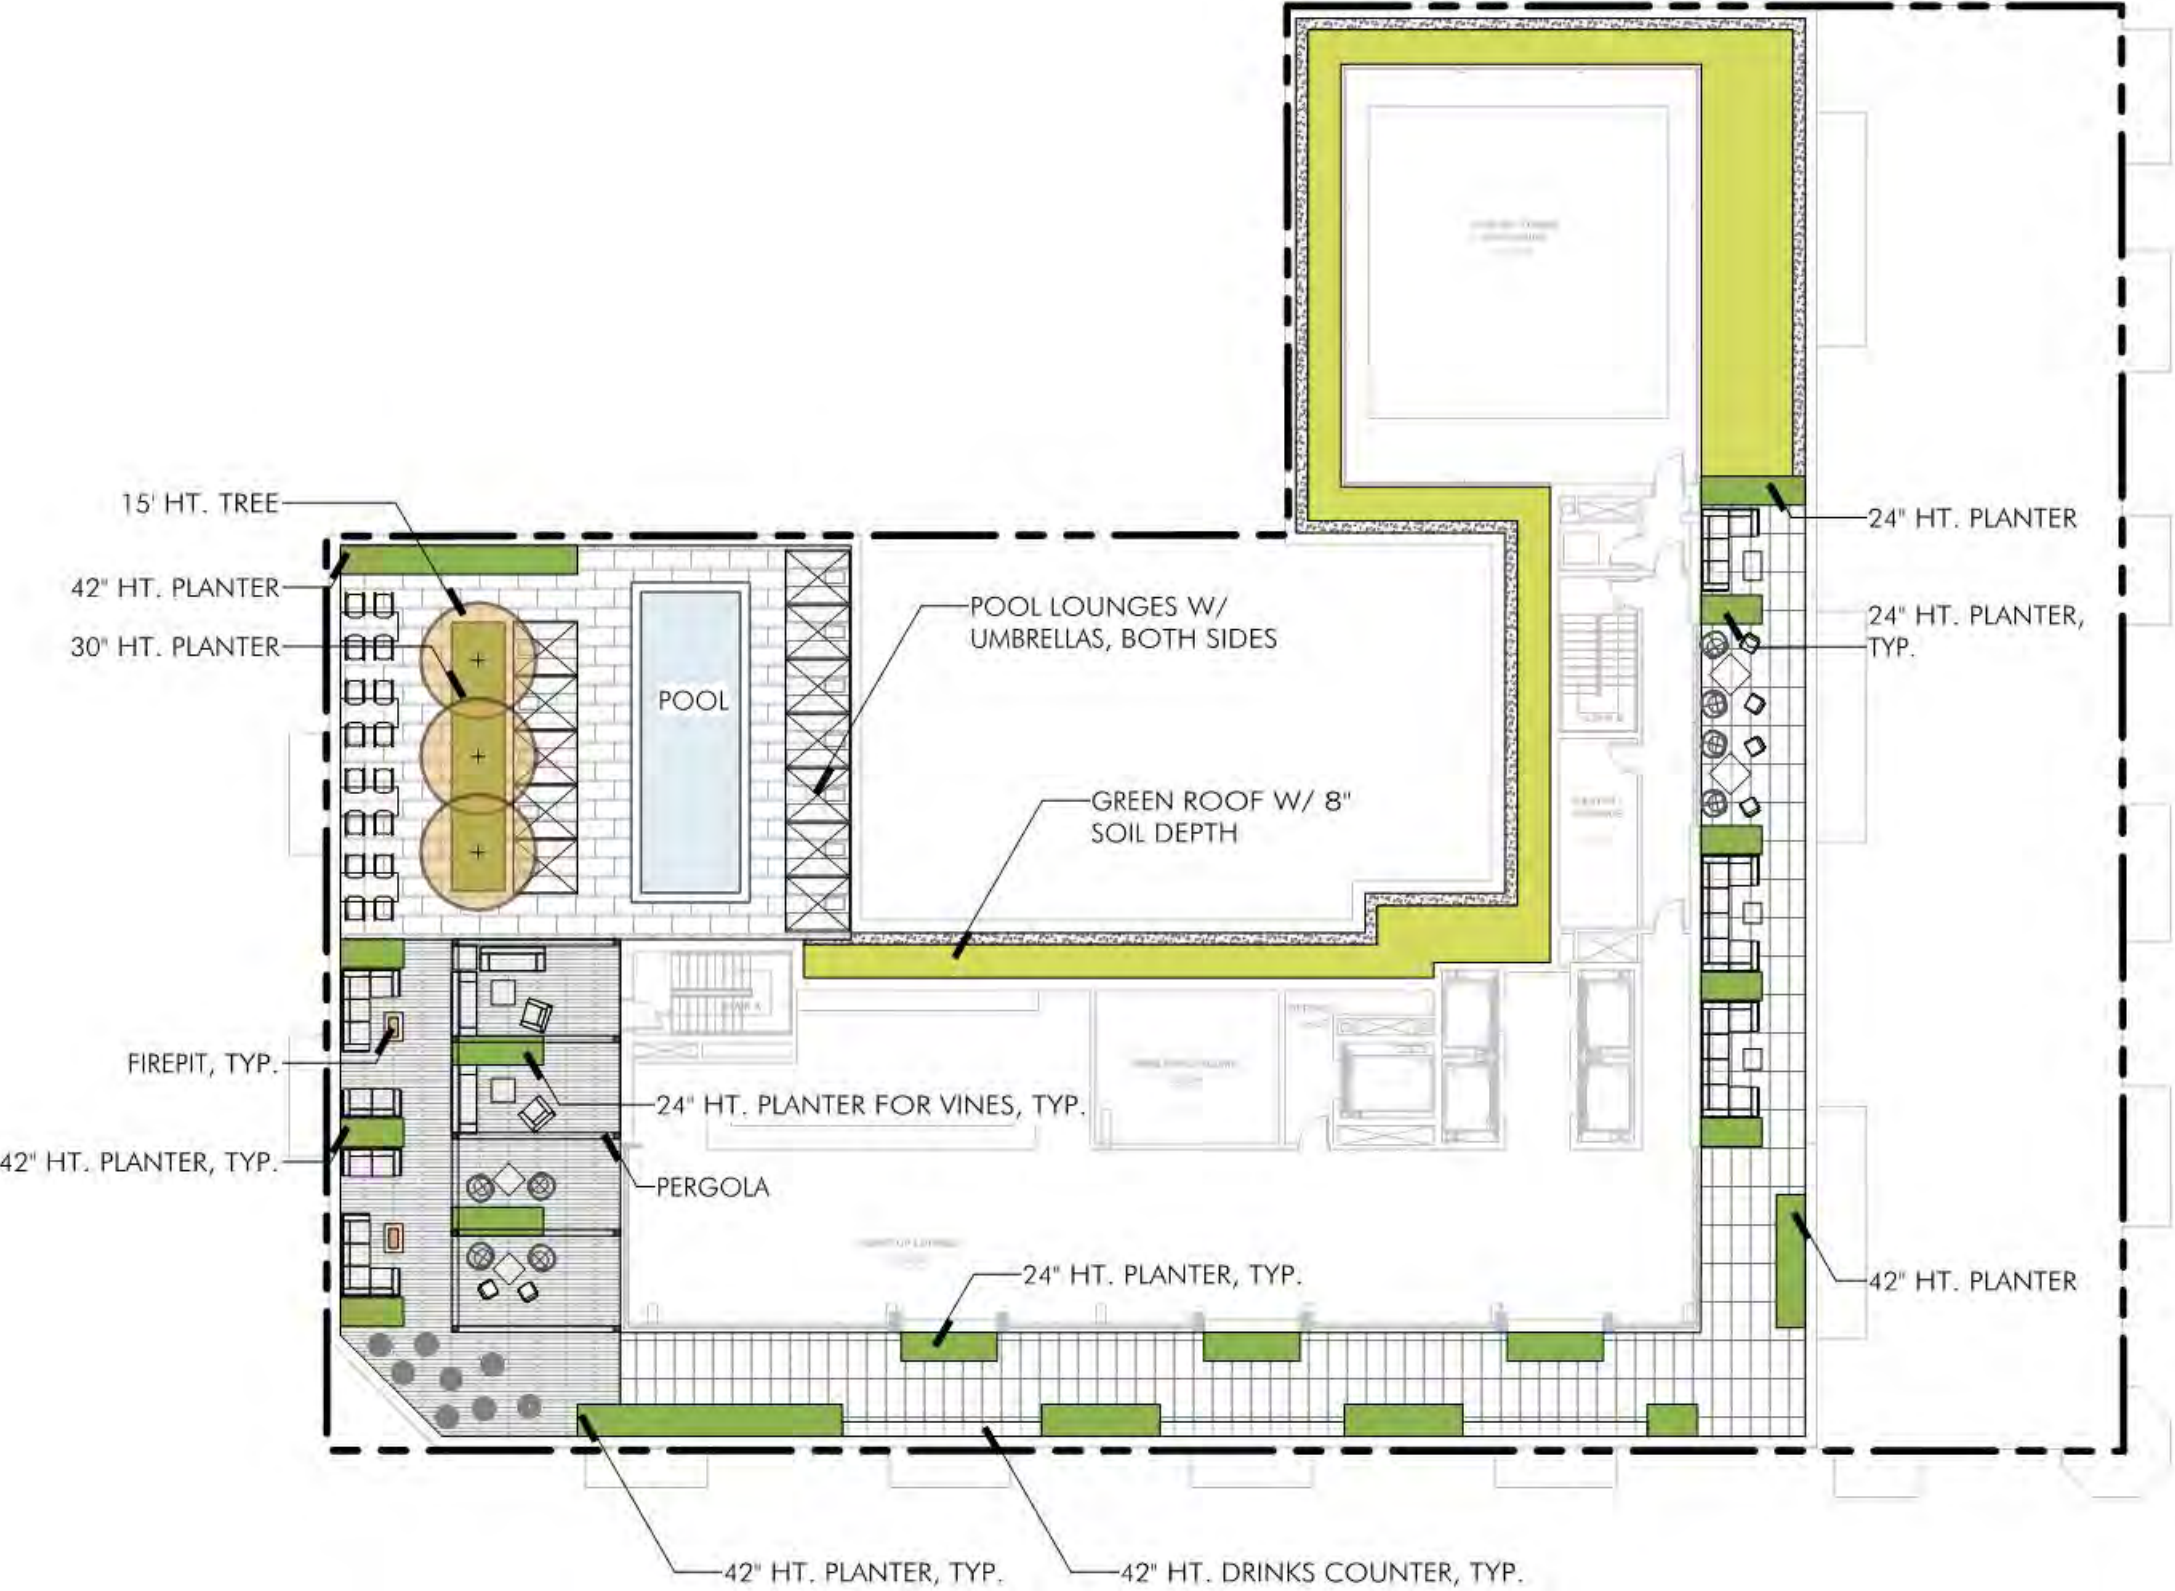 15' HT. TREE
42" HT. PLANTER
30" HT. PLANTER
POOL
POOL LOUNGES W/
UMBRELLAS, BOTH SIDES
24" HT. PLANTER
24" HT. PLANTER,
TYP.
GREEN ROOF W/ 8"
SOIL DEPTH
FIREPIT, TYP.
24" HT. PLANTER FOR VINES, TYP.
42" HT. PLANTER, TYP.
PERGOLA
24" HT. PLANTER, TYP.
42" HT. PLANTER
42" HT. PLANTER, TYP.
42" HT. DRINKS COUNTER, TYP.